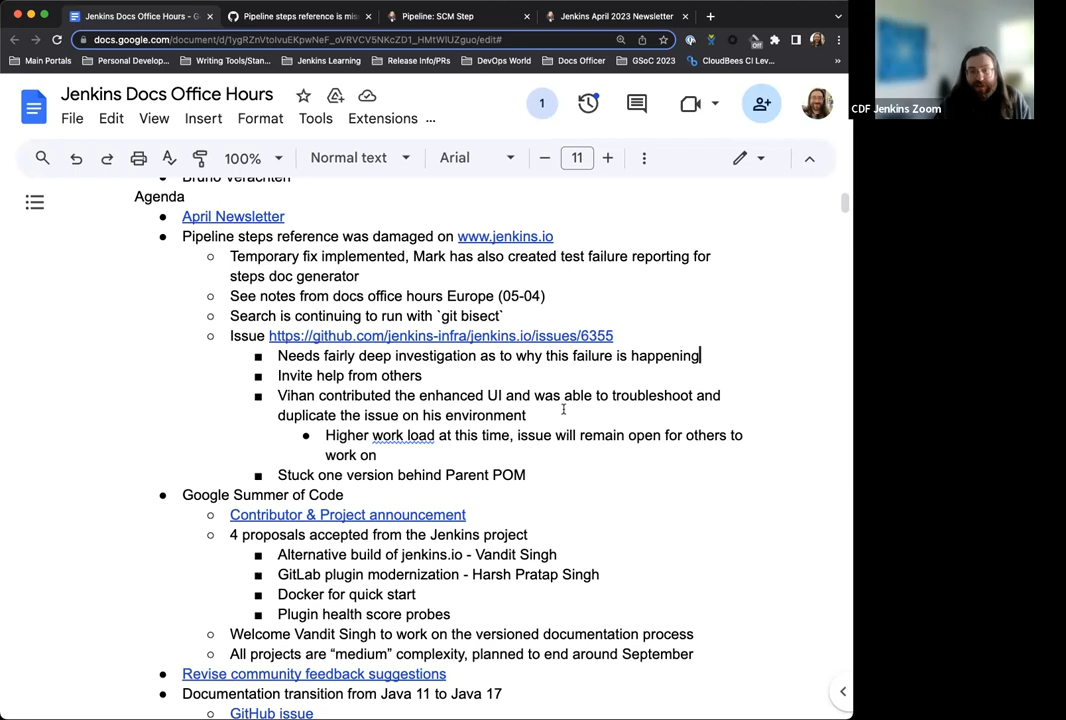 Jenkins Docs Office Hours - G
Pipeline steps reference is mis
Pipeline: SCM Step
Jenkins April 2023 Newsletter
docs.google.com/document/d/1ygRZnVtoIvuEKpwNeF_oVRVCV5NKcZD1_HMtWlUZguo/edit#
Off
Main Portals
Personal Develop...
Writing Tools/Stan...
Jenkins Learning
Release Info/PRs
DevOps World
Docs Officer
GSoC 2023
CloudBees CI Lev...
Jenkins Docs Office Hours
1
CDF Jenkins Zoom
File Edit View Insert Format Tools Extensions ...
100% Normal text Arial 11
Bruno Verachten
Agenda
April Newsletter
Pipeline steps reference was damaged on www.jenkins.io
Temporary fix implemented, Mark has also created test failure reporting for
steps doc generator
See notes from docs office hours Europe (05-04)
Search is continuing to run with `git bisect`
Issue https://github.com/jenkins-infra/jenkins.io/issues/6355
Needs fairly deep investigation as to why this failure is happening
Invite help from others
Vihan contributed the enhanced UI and was able to troubleshoot and
duplicate the issue on his environment
Higher work load at this time, issue will remain open for others to
work on
Stuck one version behind Parent POM
Google Summer of Code
Contributor & Project announcement
4 proposals accepted from the Jenkins project
Alternative build of jenkins.io - Vandit Singh
GitLab plugin modernization - Harsh Pratap Singh
Docker for quick start
Plugin health score probes
Welcome Vandit Singh to work on the versioned documentation process
All projects are “medium” complexity, planned to end around September
Revise community feedback suggestions
Documentation transition from Java 11 to Java 17
GitHub issue